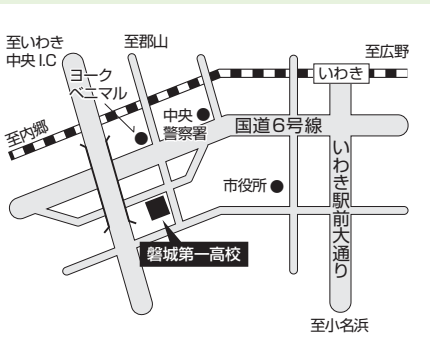 至いわき
中央I.C
至郡山
至広野
ヨーク
ベニマル
いわき
中央
警察署
至内郷
国道6号線
市役所
いわき駅前大通り
磐城第一高校
至小名浜